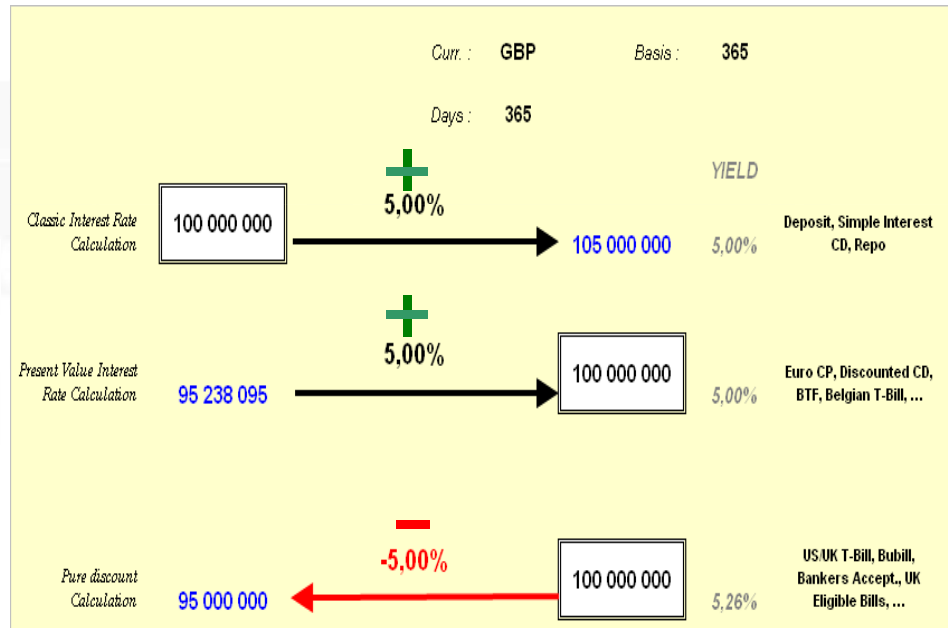 Curr. : GBP Basis : 365
Days : 365
YIELD
5,00%
Classic Interest Rate
Calculation
100 000 000
105 000 000
5,00%
Deposit, Simple Interest
CD, Repo
5,00%
Present Value Interest
Rate Calculation
95 238 095
100 000 000
5,00%
Euro CP, Discounted CD,
BTF, Belgian T-Bill, ...
-5,00%
Pure discount
Calculation
95 000 000
100 000 000
5,26%
US/UK T-Bill, Bubill,
Bankers Accept., UK
Eligible Bills, ...